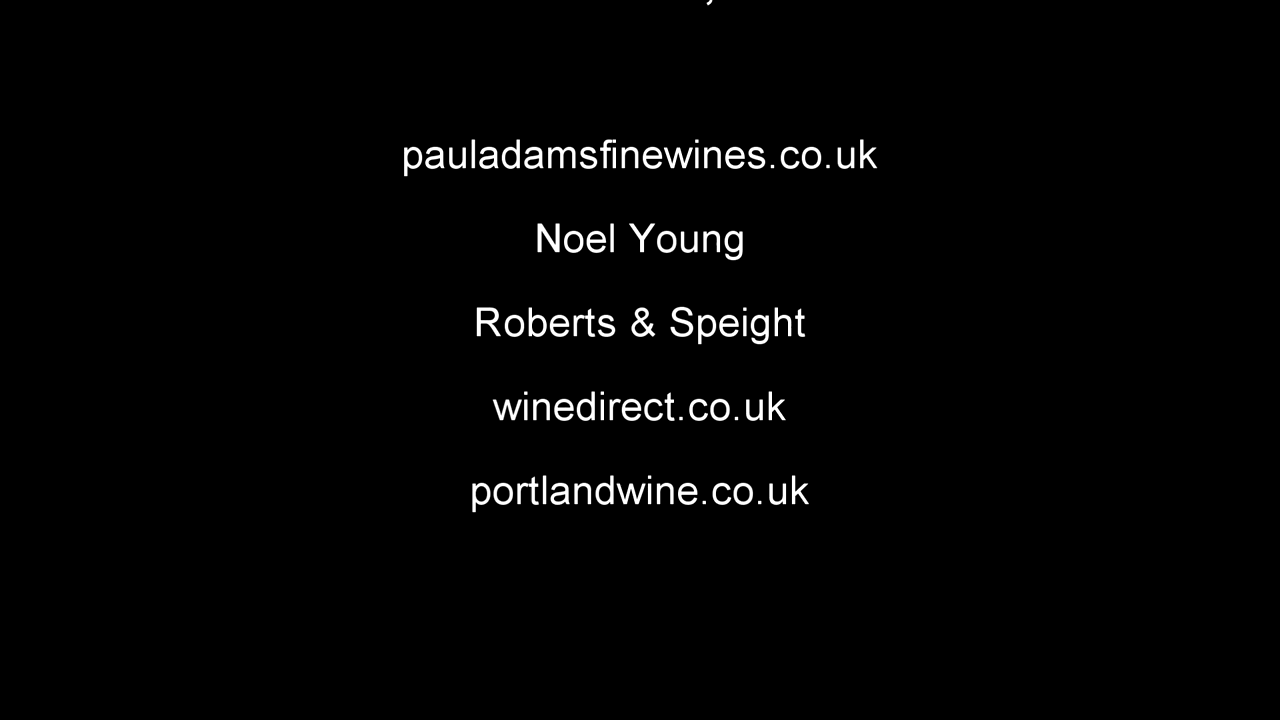 pauladamsfinewines.co.uk
Noel Young
Roberts & Speight
winedirect.co.uk
portlandwine.co.uk